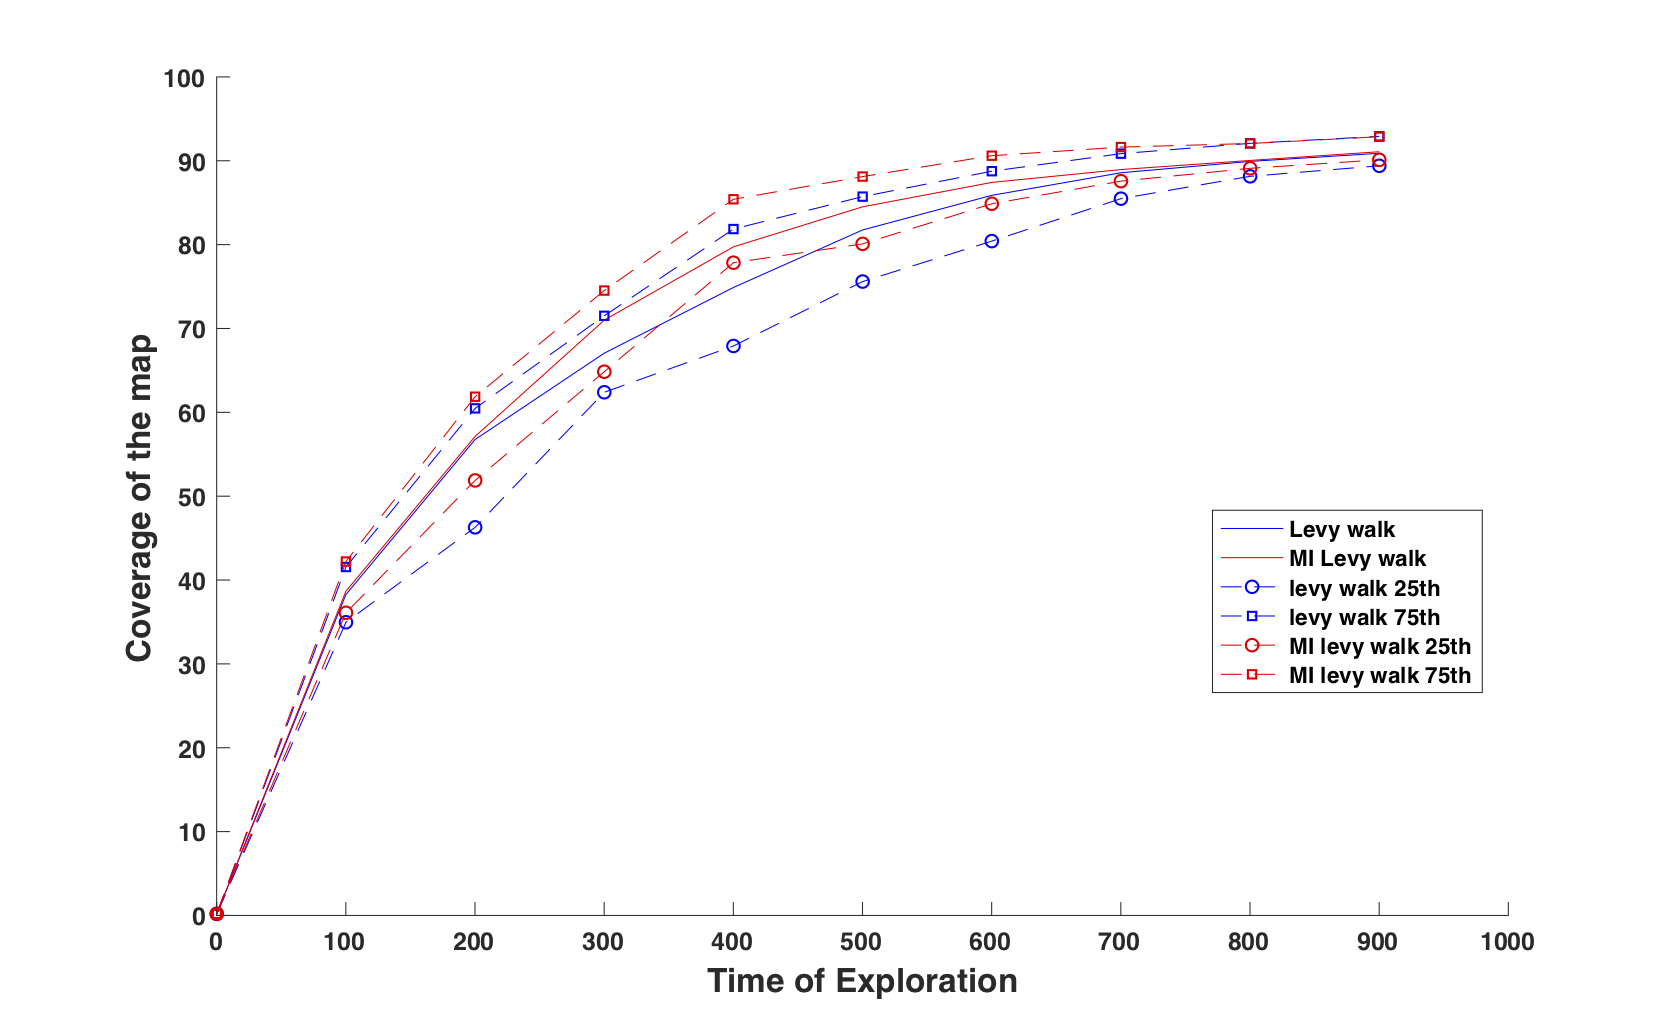 100
90
80
70
60
50
40
30
20
10
0
Coverage of the map
0 100 200 300 400 500 600 700 800 900 1000
Time of Exploration
Levy walk
MI Levy walk
levy walk 25th
levy walk 75th
MI levy walk 25th
MI levy walk 75th